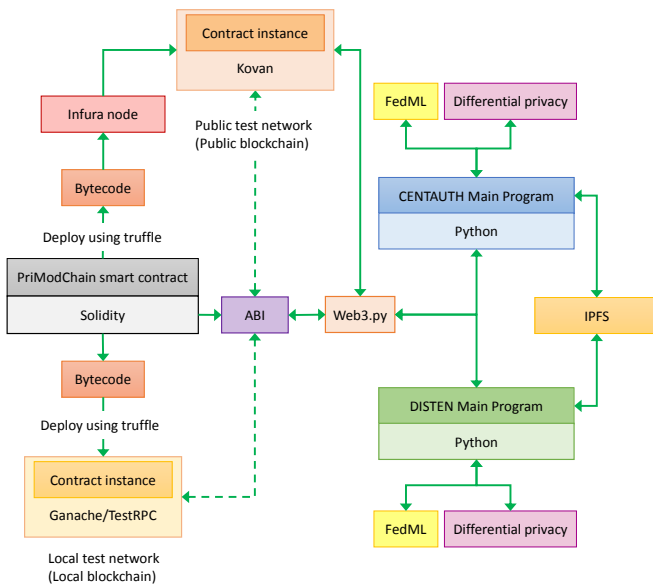 Contract instance
Kovan
FedML
Differential privacy
Infura node
Public test network
(Public blockchain)
Bytecode
CENTAUTH Main Program
Python
Deploy using truffle
PriModChain smart contract
Solidity
ABI
Web3.py
IPFS
Bytecode
DISTEN Main Program
Python
Deploy using truffle
Contract instance
Ganache/TestRPC
FedML
Differential privacy
Local test network
(Local blockchain)